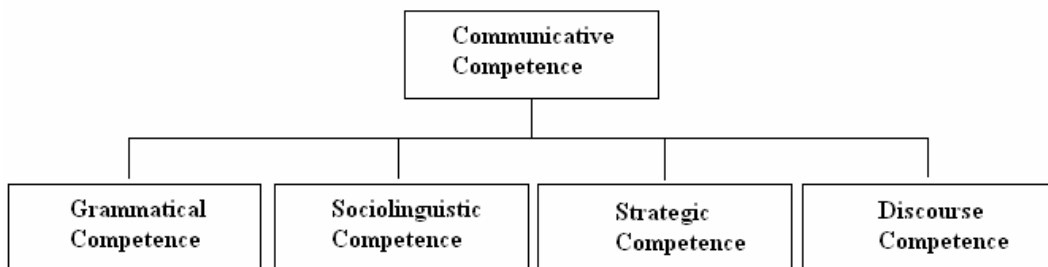 Communicative
Competence
Grammatical
Competence
Sociolinguistic
Competence
Strategic
Competence
Discourse
Competence